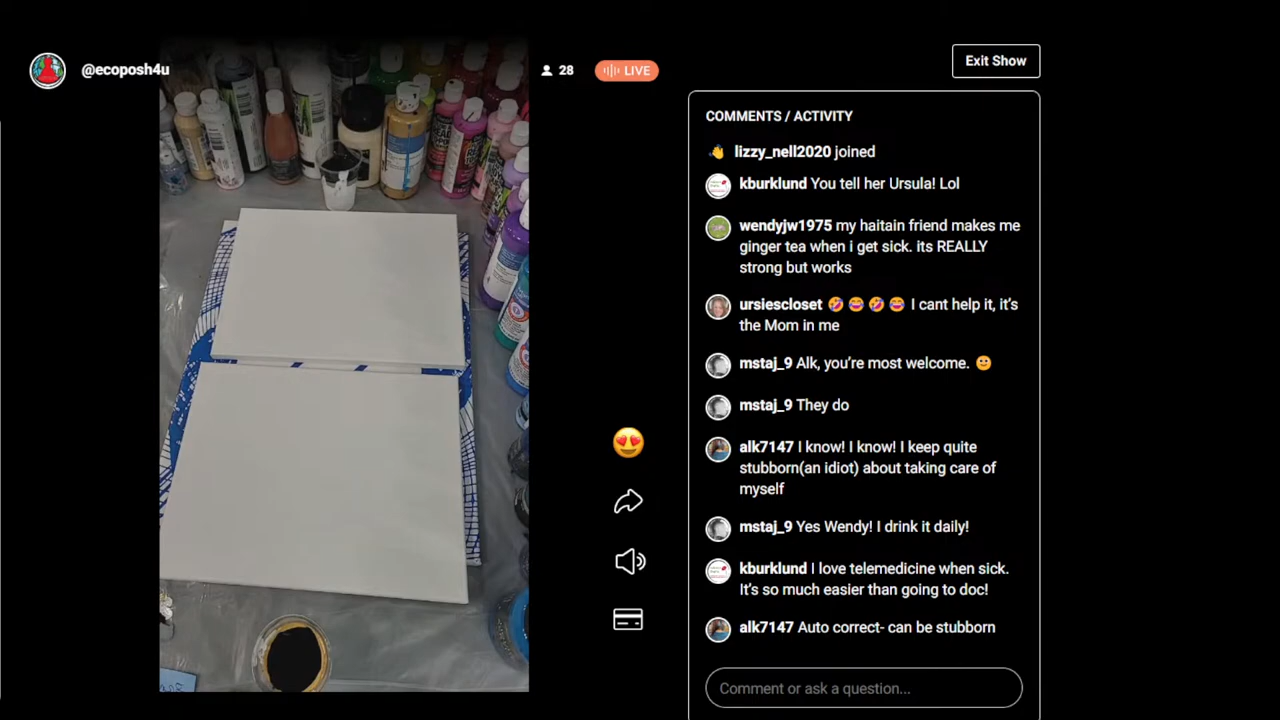 @ecoposh4u
28
LIVE
Exit Show
COMMENTS / ACTIVITY
lizzy_nell2020 joined
kburklund You tell her Ursula! Lol
wendyjw1975 my haitain friend makes me
ginger tea when i get sick. its REALLY
strong but works
ursiescloset 🤣 😂 🤣 😂 I cant help it, it's
the Mom in me
mstaj_9 Alk, you're most welcome. 🙂
mstaj_9 They do
alk7147 I know! I know! I keep quite
stubborn(an idiot) about taking care of
myself
mstaj_9 Yes Wendy! I drink it daily!
kburklund I love telemedicine when sick.
It's so much easier than going to doc!
alk7147 Auto correct- can be stubborn
Comment or ask a question...